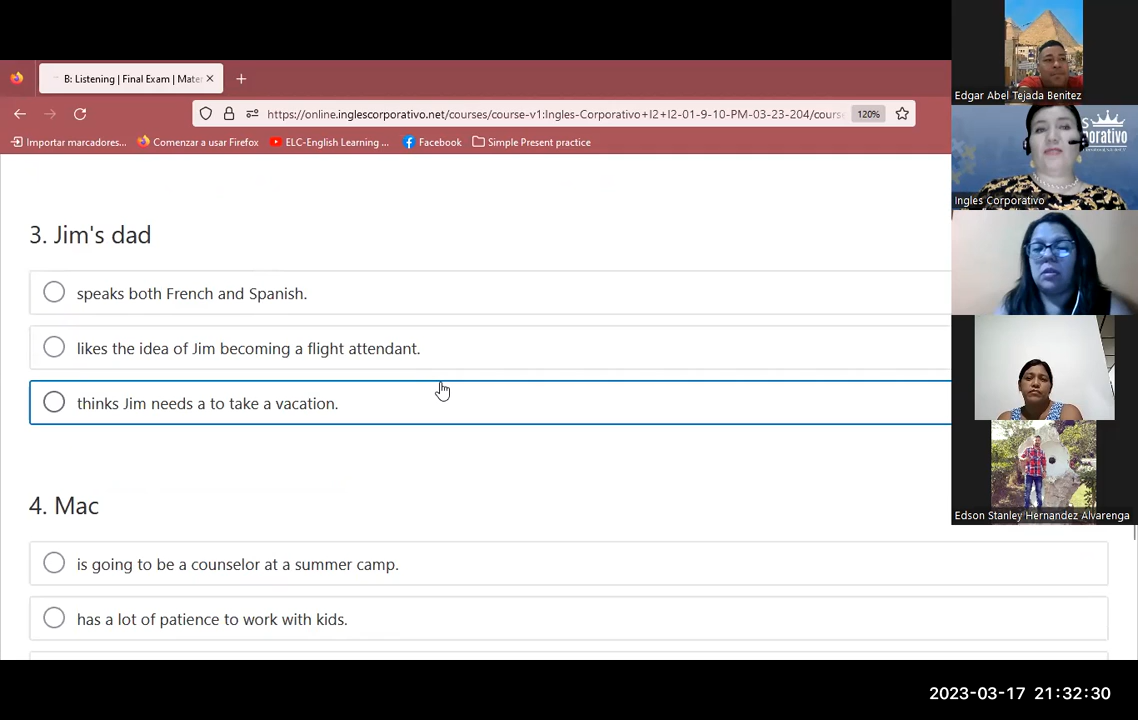 B: Listening | Final Exam | Mate
https://online.inglescorporativo.net/courses/course-v1:Ingles-Corporativo+I2+I2-01-9-10-PM-03-23-204/cours
120%
Importar marcadores... Comenzar a usar Firefox ELC-English Learning ... Facebook Simple Present practice
3. Jim's dad
speaks both French and Spanish.
likes the idea of Jim becoming a flight attendant.
thinks Jim needs a to take a vacation.
4. Mac
is going to be a counselor at a summer camp.
has a lot of patience to work with kids.
Edgar Abel Tejada Benitez
s
porativo
Ingles Corporativo
Edson Stanley Hernandez Alvarenga
2023-03-17 21:32:30